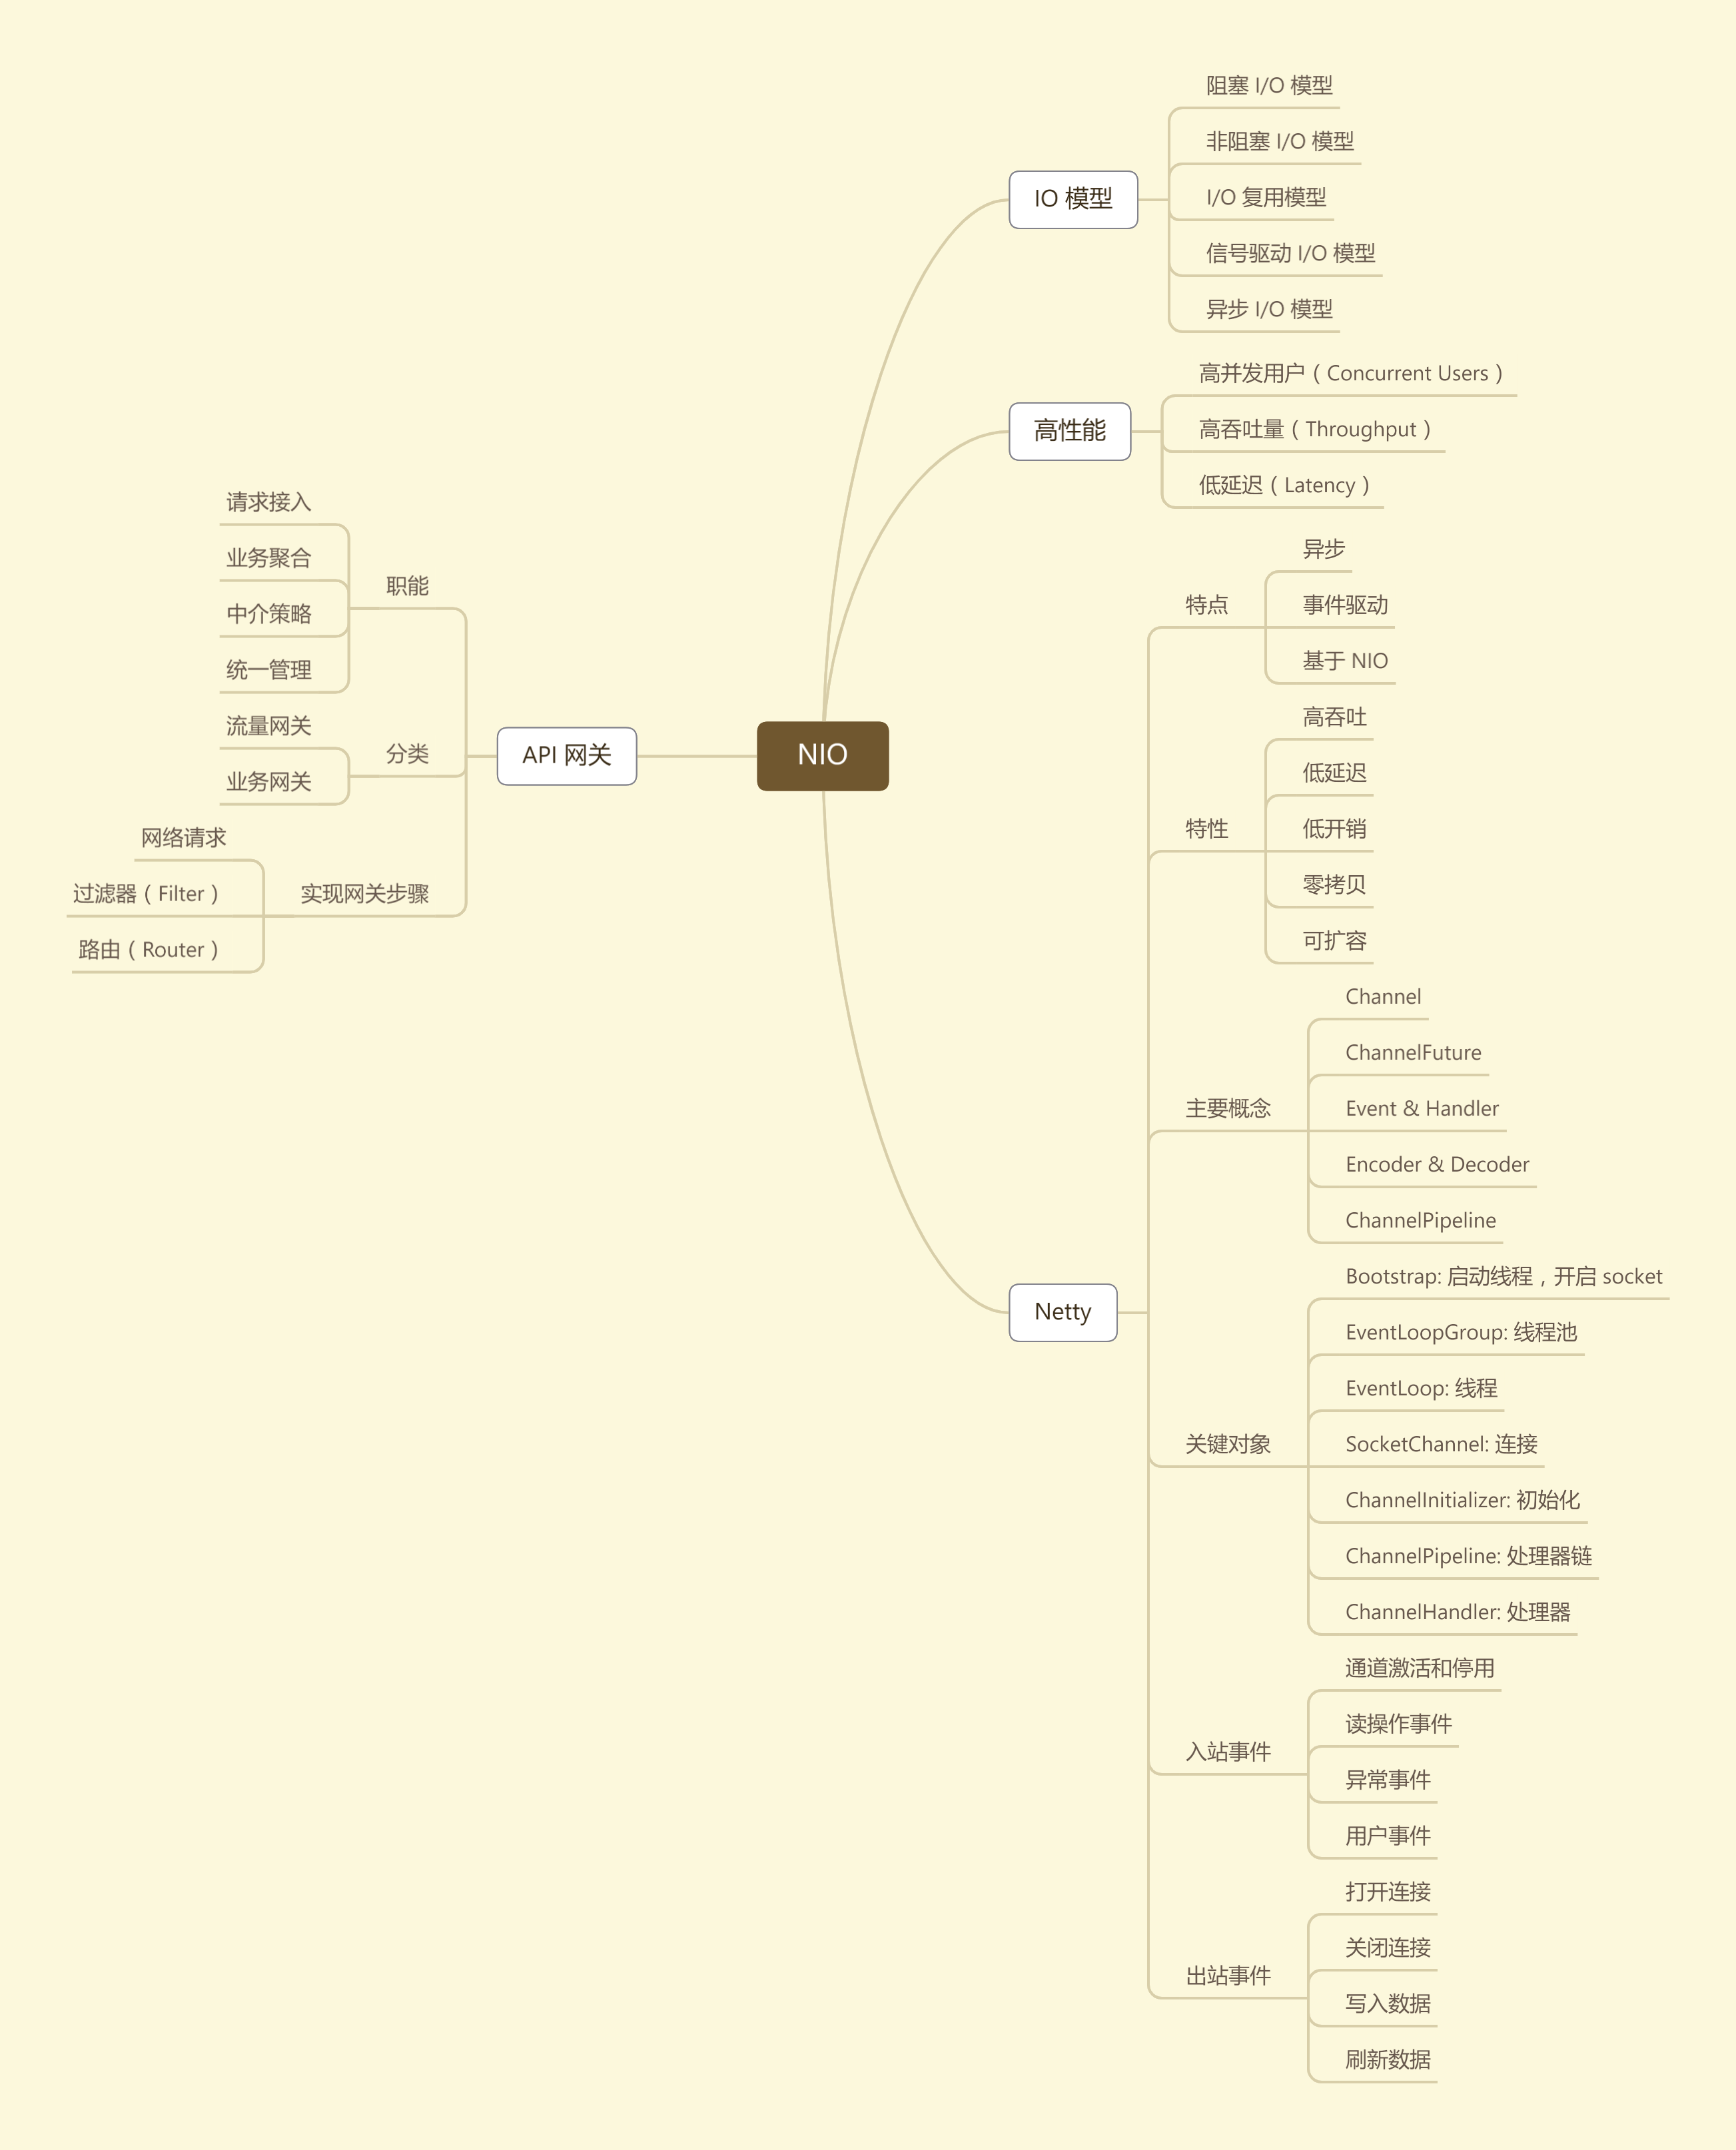 NIO
IO 模型
阻塞 I/O 模型
非阻塞 I/O 模型
I/O 复用模型
信号驱动 I/O 模型
异步 I/O 模型
高性能
高并发用户（Concurrent Users）
高吞吐量（Throughput）
低延迟（Latency）
Netty
特点
异步
事件驱动
基于 NIO
特性
高吞吐
低延迟
低开销
零拷贝
可扩容
主要概念
Channel
ChannelFuture
Event & Handler
Encoder & Decoder
ChannelPipeline
关键对象
Bootstrap: 启动线程，开启 socket
EventLoopGroup: 线程池
EventLoop: 线程
SocketChannel: 连接
ChannelInitializer: 初始化
ChannelPipeline: 处理器链
ChannelHandler: 处理器
入站事件
通道激活和停用
读操作事件
异常事件
用户事件
出站事件
打开连接
关闭连接
写入数据
刷新数据
API 网关
职能
请求接入
业务聚合
中介策略
统一管理
分类
流量网关
业务网关
实现网关步骤
网络请求
过滤器（Filter）
路由（Router）